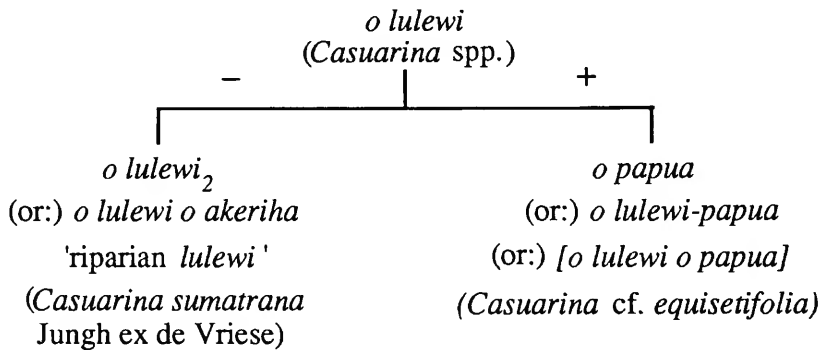 o lulewi
(Casuarina spp.)
− +
o lulewi₂
(or:) o lulewi o akeriha
'riparian lulewi'
(Casuarina sumatrana
Jungh ex de Vriese)
o papua
(or:) o lulewi-papua
(or:) [o lulewi o papua]
(Casuarina cf. equisetifolia)